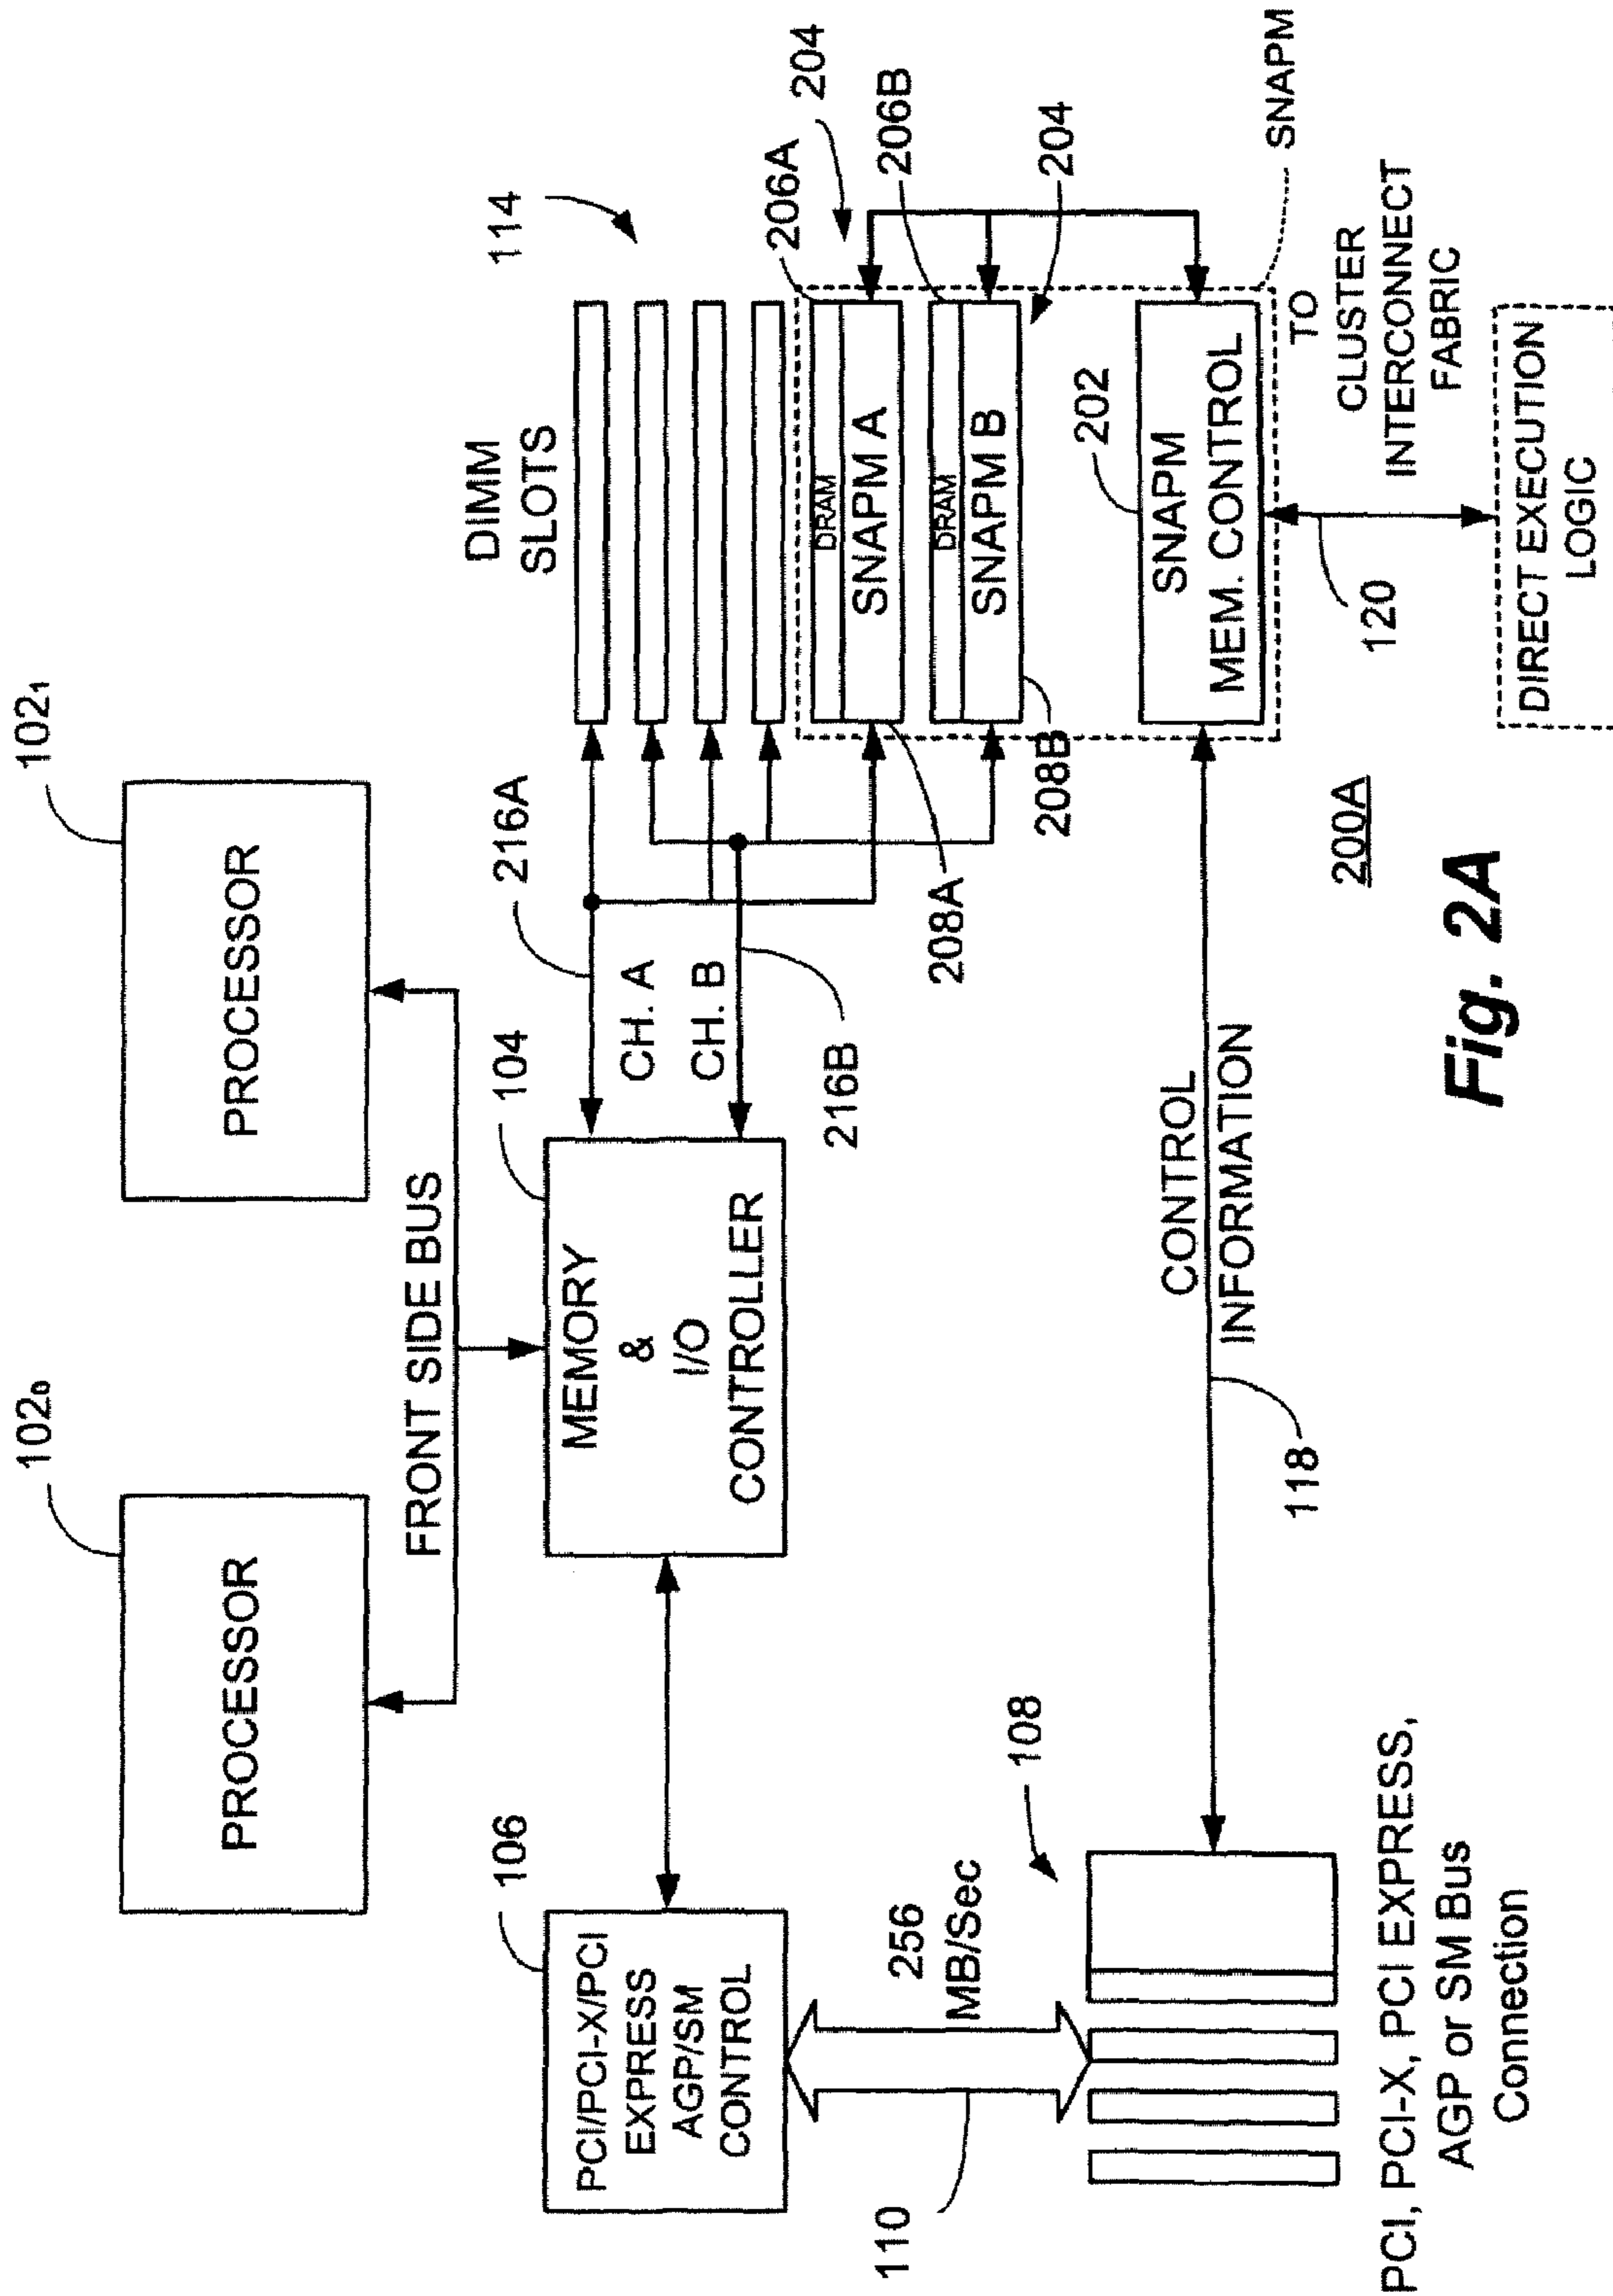 102₀
102₁
PROCESSOR
PROCESSOR
FRONT SIDE BUS
114
DIMM
SLOTS
106
PCI/PCI-X/PCI
EXPRESS
AGP/SM
CONTROL
104
MEMORY
&
I/O
CONTROLLER
216A
CH. A
CH. B
216B
206A
204
DRAM
SNAPM A
208A
206B
DRAM
SNAPM B
208B
204
110
256
MB/Sec
108
CONTROL
INFORMATION
118
202
SNAPM
MEM. CONTROL
SNAPM
120
TO
CLUSTER
INTERCONNECT
FABRIC
PCI, PCI-X, PCI EXPRESS,
AGP or SM Bus
Connection
200A
DIRECT EXECUTION
LOGIC
Fig. 2A